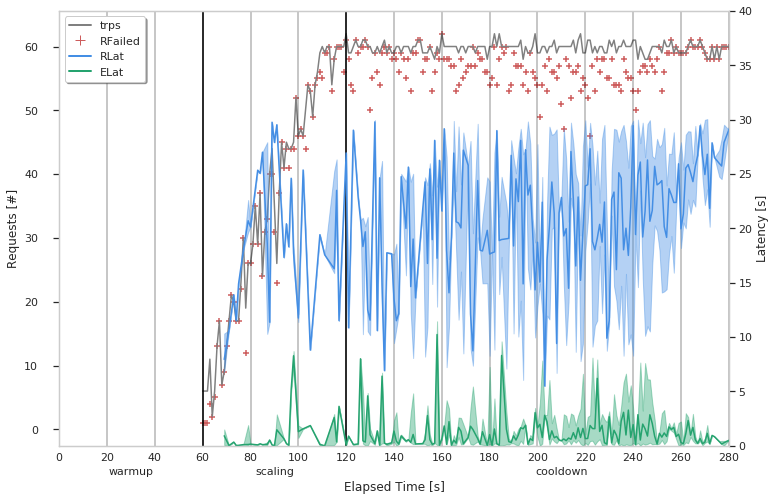 trps
RFailed
RLat
ELat
Requests [#]
60
50
40
30
20
10
0
40
35
30
25
20
15
10
5
0
Latency [s]
0 20 40 60 80 100 120 140 160 180 200 220 240 260 280
warmup scaling cooldown
Elapsed Time [s]